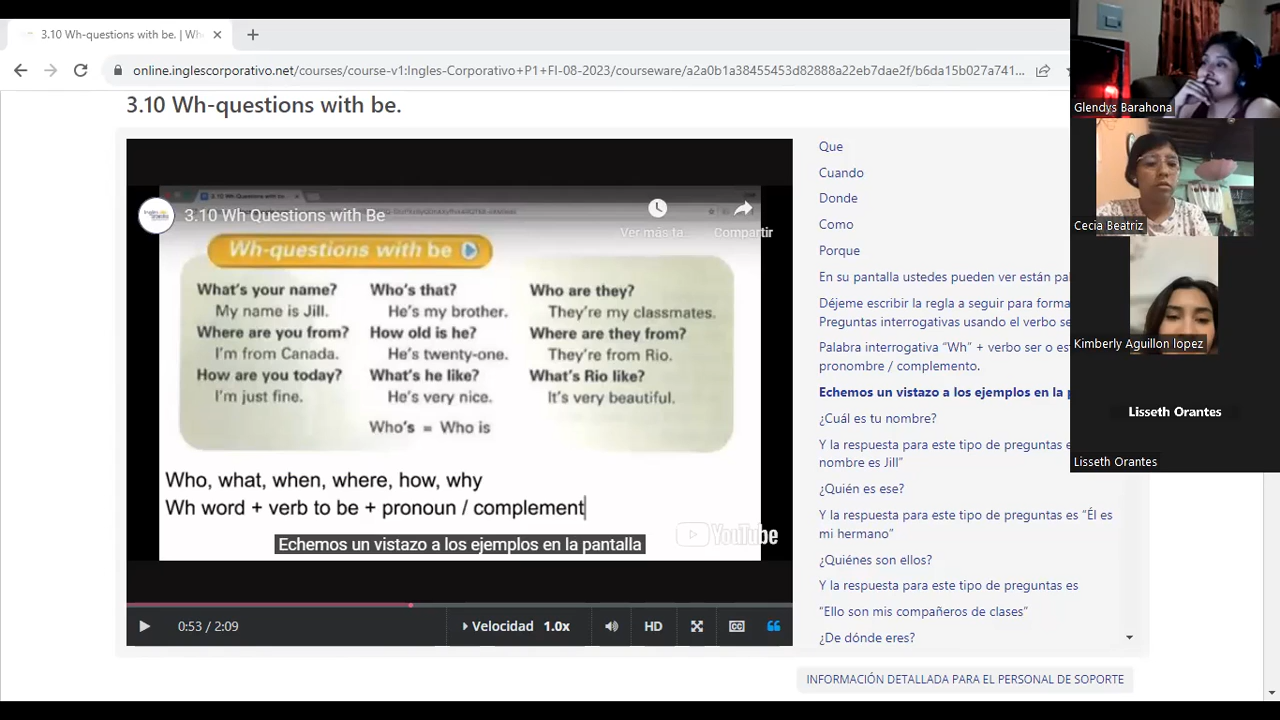 3.10 Wh-questions with be. | Wh
online.inglescorporativo.net/courses/course-v1:Ingles-Corporativo+P1+FI-08-2023/courseware/a2a0b1a38455453d82888a22eb7dae2f/b6da15b027a741...
3.10 Wh-questions with be.
3.10 Wh Questions with Be
Ver más ta...
Compartir
Wh-questions with be
What's your name?
My name is Jill.
Where are you from?
I'm from Canada.
How are you today?
I'm just fine.
Who's that?
He's my brother.
How old is he?
He's twenty-one.
What's he like?
He's very nice.
Who's = Who is
Who are they?
They're my classmates.
Where are they from?
They're from Rio.
What's Rio like?
It's very beautiful.
Who, what, when, where, how, why
Wh word + verb to be + pronoun / complement
YouTube
Echemos un vistazo a los ejemplos en la pantalla
0:53 / 2:09
Velocidad 1.0x
HD
Que
Cuando
Donde
Como
Porque
En su pantalla ustedes pueden ver están pal
Déjeme escribir la regla a seguir para forma
Preguntas interrogativas usando el verbo se
Palabra interrogativa “Wh” + verbo ser o est
pronombre / complemento.
Echemos un vistazo a los ejemplos en la p
¿Cuál es tu nombre?
Y la respuesta para este tipo de preguntas e
nombre es Jill”
¿Quién es ese?
Y la respuesta para este tipo de preguntas es “Él es
mi hermano”
¿Quiénes son ellos?
Y la respuesta para este tipo de preguntas es
“Ello son mis compañeros de clases”
¿De dónde eres?
INFORMACIÓN DETALLADA PARA EL PERSONAL DE SOPORTE
Glendys Barahona
Cecia Beatriz
Kimberly Aguillon lopez
Lisseth Orantes
Lisseth Orantes